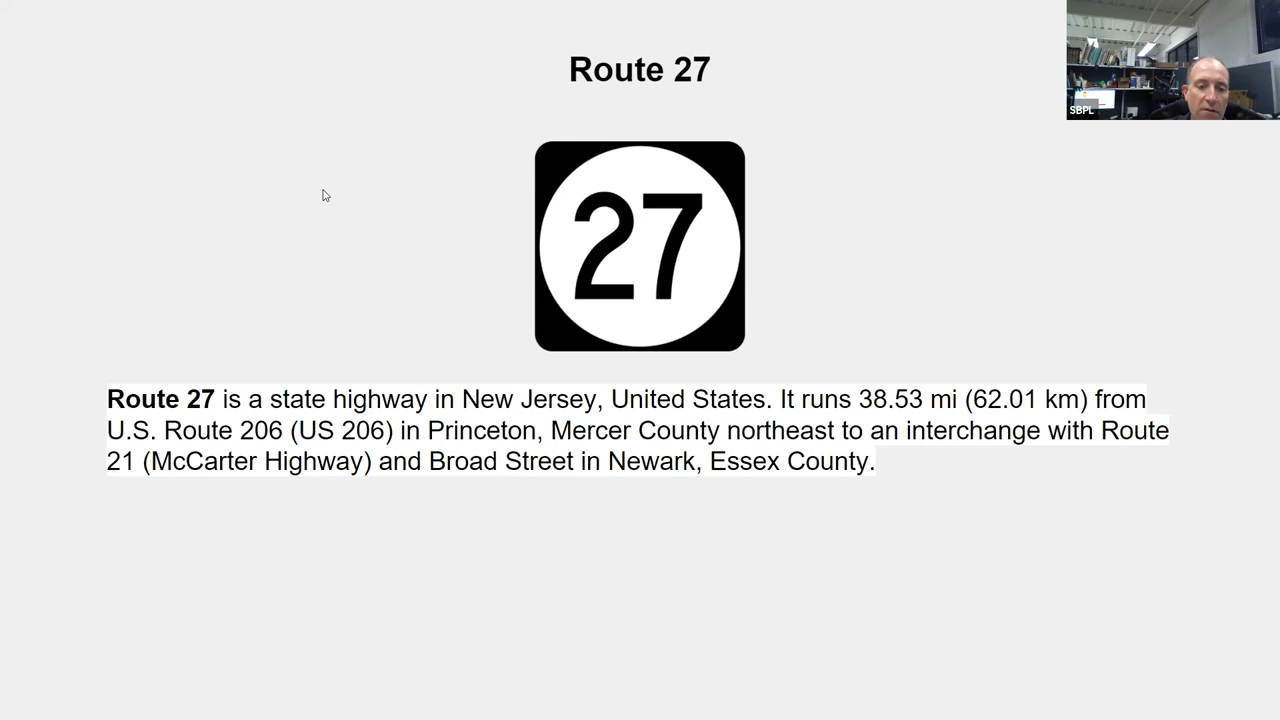 Route 27
27
Route 27 is a state highway in New Jersey, United States. It runs 38.53 mi (62.01 km) from
U.S. Route 206 (US 206) in Princeton, Mercer County northeast to an interchange with Route
21 (McCarter Highway) and Broad Street in Newark, Essex County.
SBPL